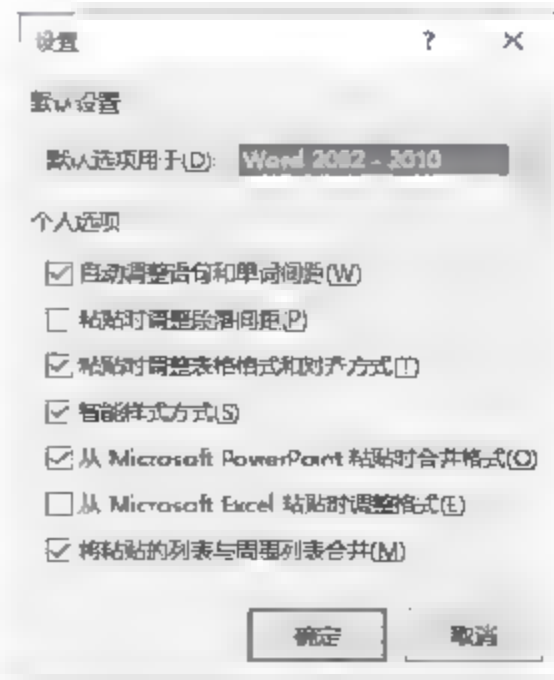 设置
默认设置
默认选项用于(D): Word 2002 - 2010
个人选项
自动调整语句和单词间距(W)
粘贴时调整段落间距(P)
粘贴时调整表格格式和对齐方式(T)
智能样式方式(S)
从 Microsoft PowerPoint 粘贴时合并格式(O)
从 Microsoft Excel 粘贴时调整格式(E)
将粘贴的列表与周围列表合并(M)
确定 取消